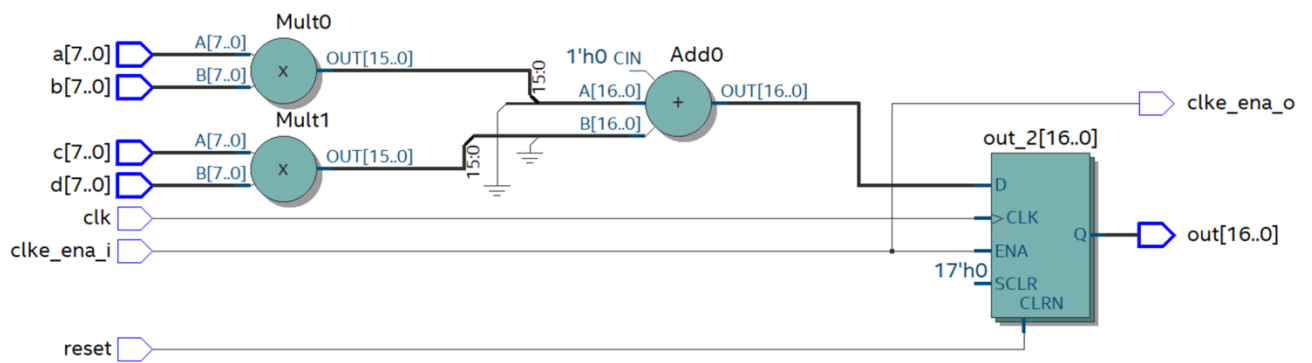 Mult0
a[7..0] A[7..0] OUT[15..0] 15:0 1'h0 CIN Add0
b[7..0] B[7..0] x A[16..0] + OUT[16..0] clke_ena_o
Mult1 B[16..0]
c[7..0] A[7..0] OUT[15..0] 15:0 out_2[16..0]
d[7..0] B[7..0] x D
clk >CLK
clke_ena_i ENA Q out[16..0]
17'h0 SCLR
CLRN
reset